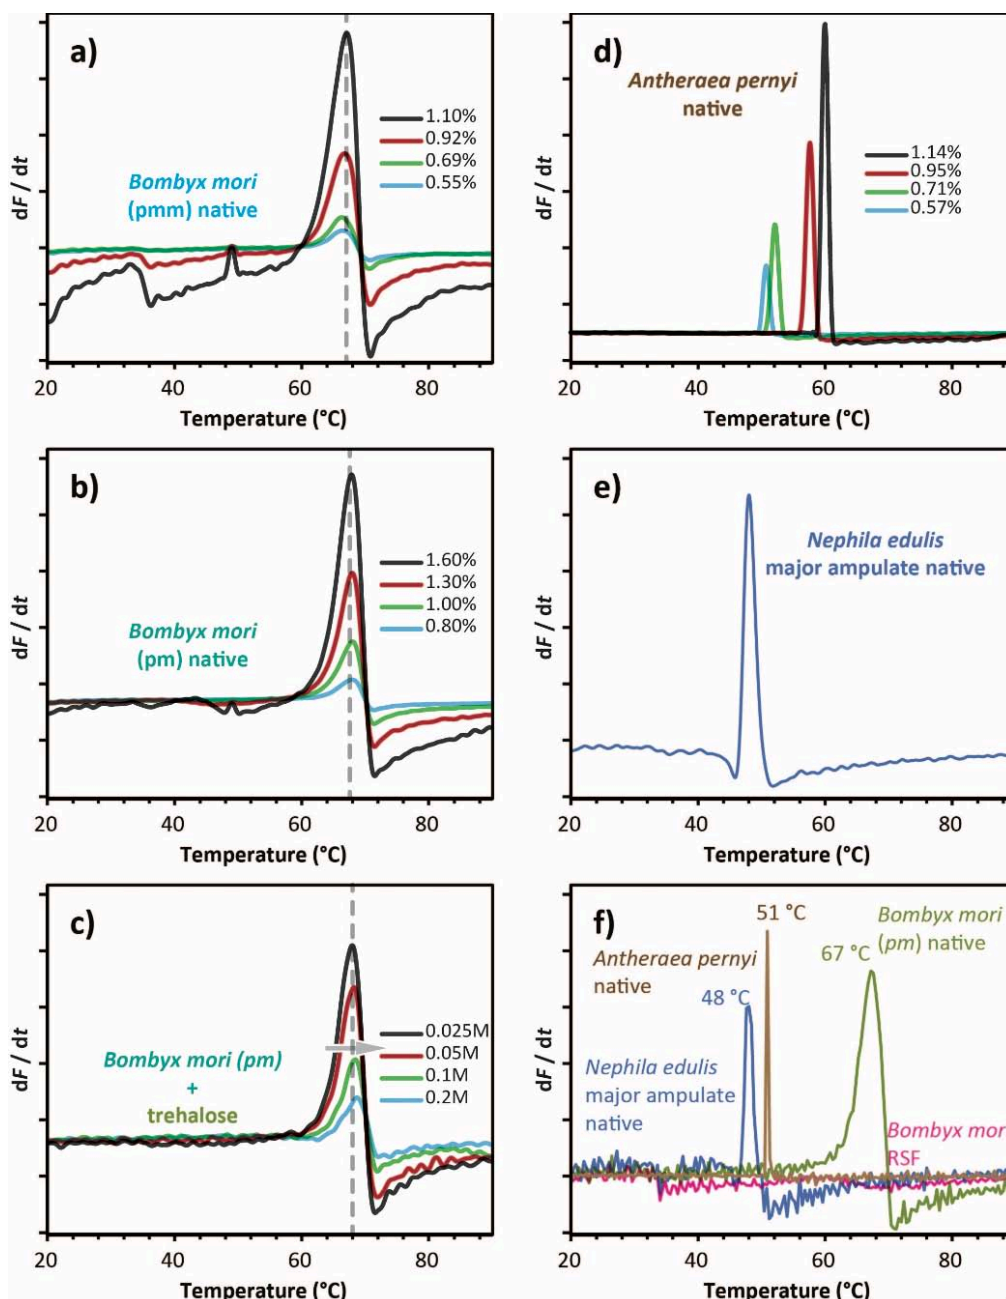 a)
Bombyx mori
(pmm) native
1.10%
0.92%
0.69%
0.55%
dF / dt
20 40 60 80
Temperature (°C)
b)
Bombyx mori
(pm) native
1.60%
1.30%
1.00%
0.80%
dF / dt
20 40 60 80
Temperature (°C)
c)
Bombyx mori (pm)
+
trehalose
0.025M
0.05M
0.1M
0.2M
dF / dt
20 40 60 80
Temperature (°C)
d)
Antheraea pernyi
native
1.14%
0.95%
0.71%
0.57%
dF / dt
20 40 60 80
Temperature (°C)
e)
Nephila edulis
major ampulate native
dF / dt
20 40 60 80
Temperature (°C)
f)
51 °C
Antheraea pernyi
native
48 °C
67 °C
Bombyx mori
(pm) native
Nephila edulis
major ampulate
native
Bombyx mor
RSF
dF / dt
20 40 60 80
Temperature (°C)